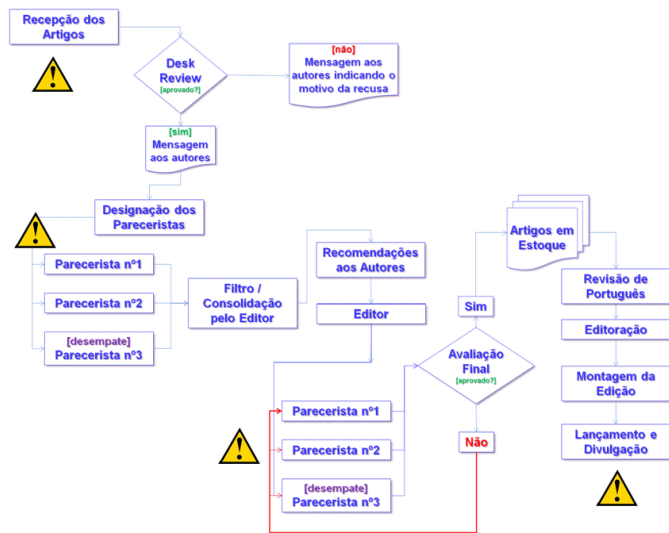 Recepção dos
Artigos
Desk
Review
[aprovado?]
[não]
Mensagem aos
autores indicando o
motivo da recusa
[sim]
Mensagem
aos autores
Designação dos
Pareceristas
Parecerista nº1
Parecerista nº2
[desempate]
Parecerista nº3
Filtro /
Consolidação
pelo Editor
Recomendações
aos Autores
Editor
Parecerista nº1
Parecerista nº2
[desempate]
Parecerista nº3
Avaliação
Final
[aprovado?]
Sim
Não
Artigos em
Estoque
Revisão de
Português
Editoração
Montagem da
Edição
Lançamento e
Divulgação